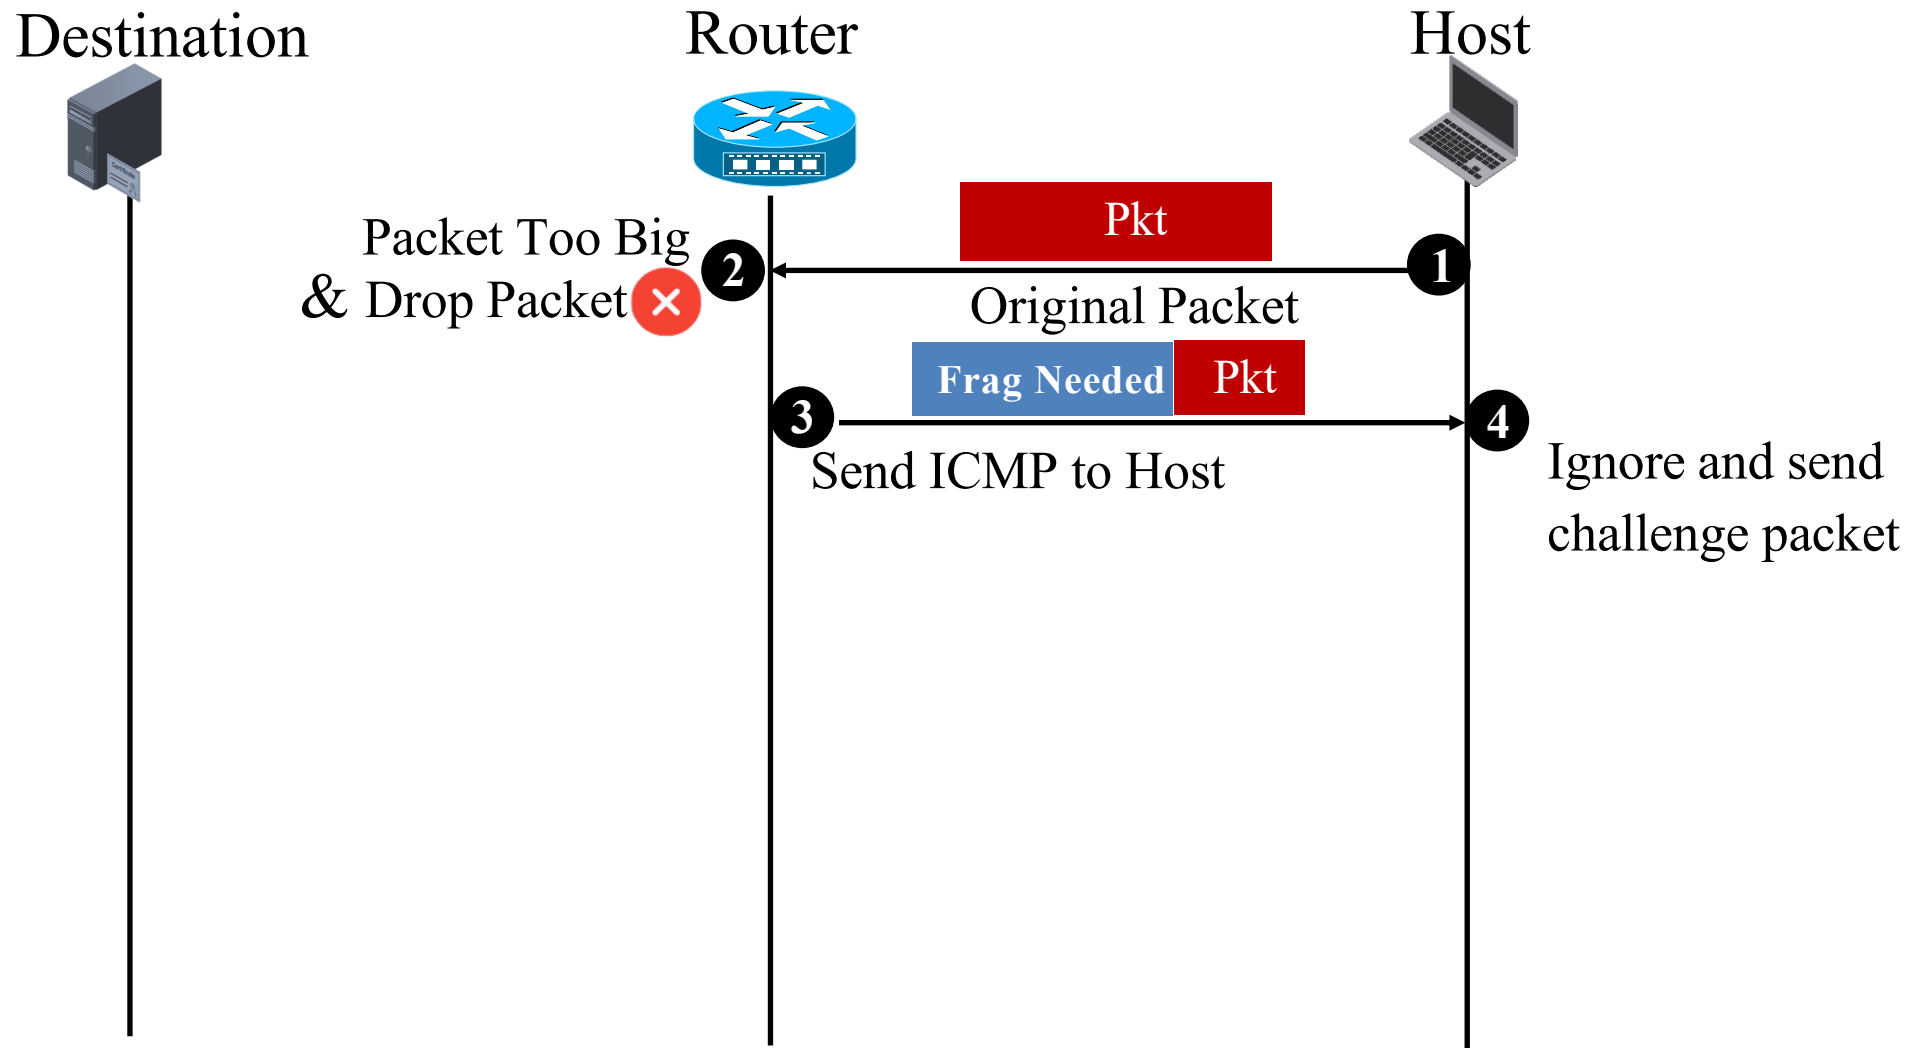 Destination
Router
Host
Certificate
Pkt
Packet Too Big
2
1
& Drop Packet
Original Packet
Frag Needed
Pkt
3
4
Send ICMP to Host
Ignore and send
challenge packet